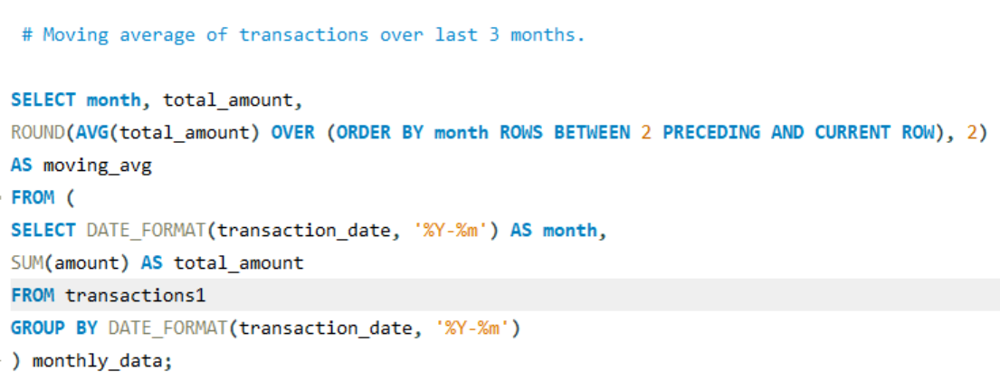 # Moving average of transactions over last 3 months.
SELECT month, total_amount,
ROUND(AVG(total_amount) OVER (ORDER BY month ROWS BETWEEN 2 PRECEDING AND CURRENT ROW), 2)
AS moving_avg
FROM (
SELECT DATE_FORMAT(transaction_date, '%Y-%m') AS month,
SUM(amount) AS total_amount
FROM transactions1
GROUP BY DATE_FORMAT(transaction_date, '%Y-%m')
) monthly_data;